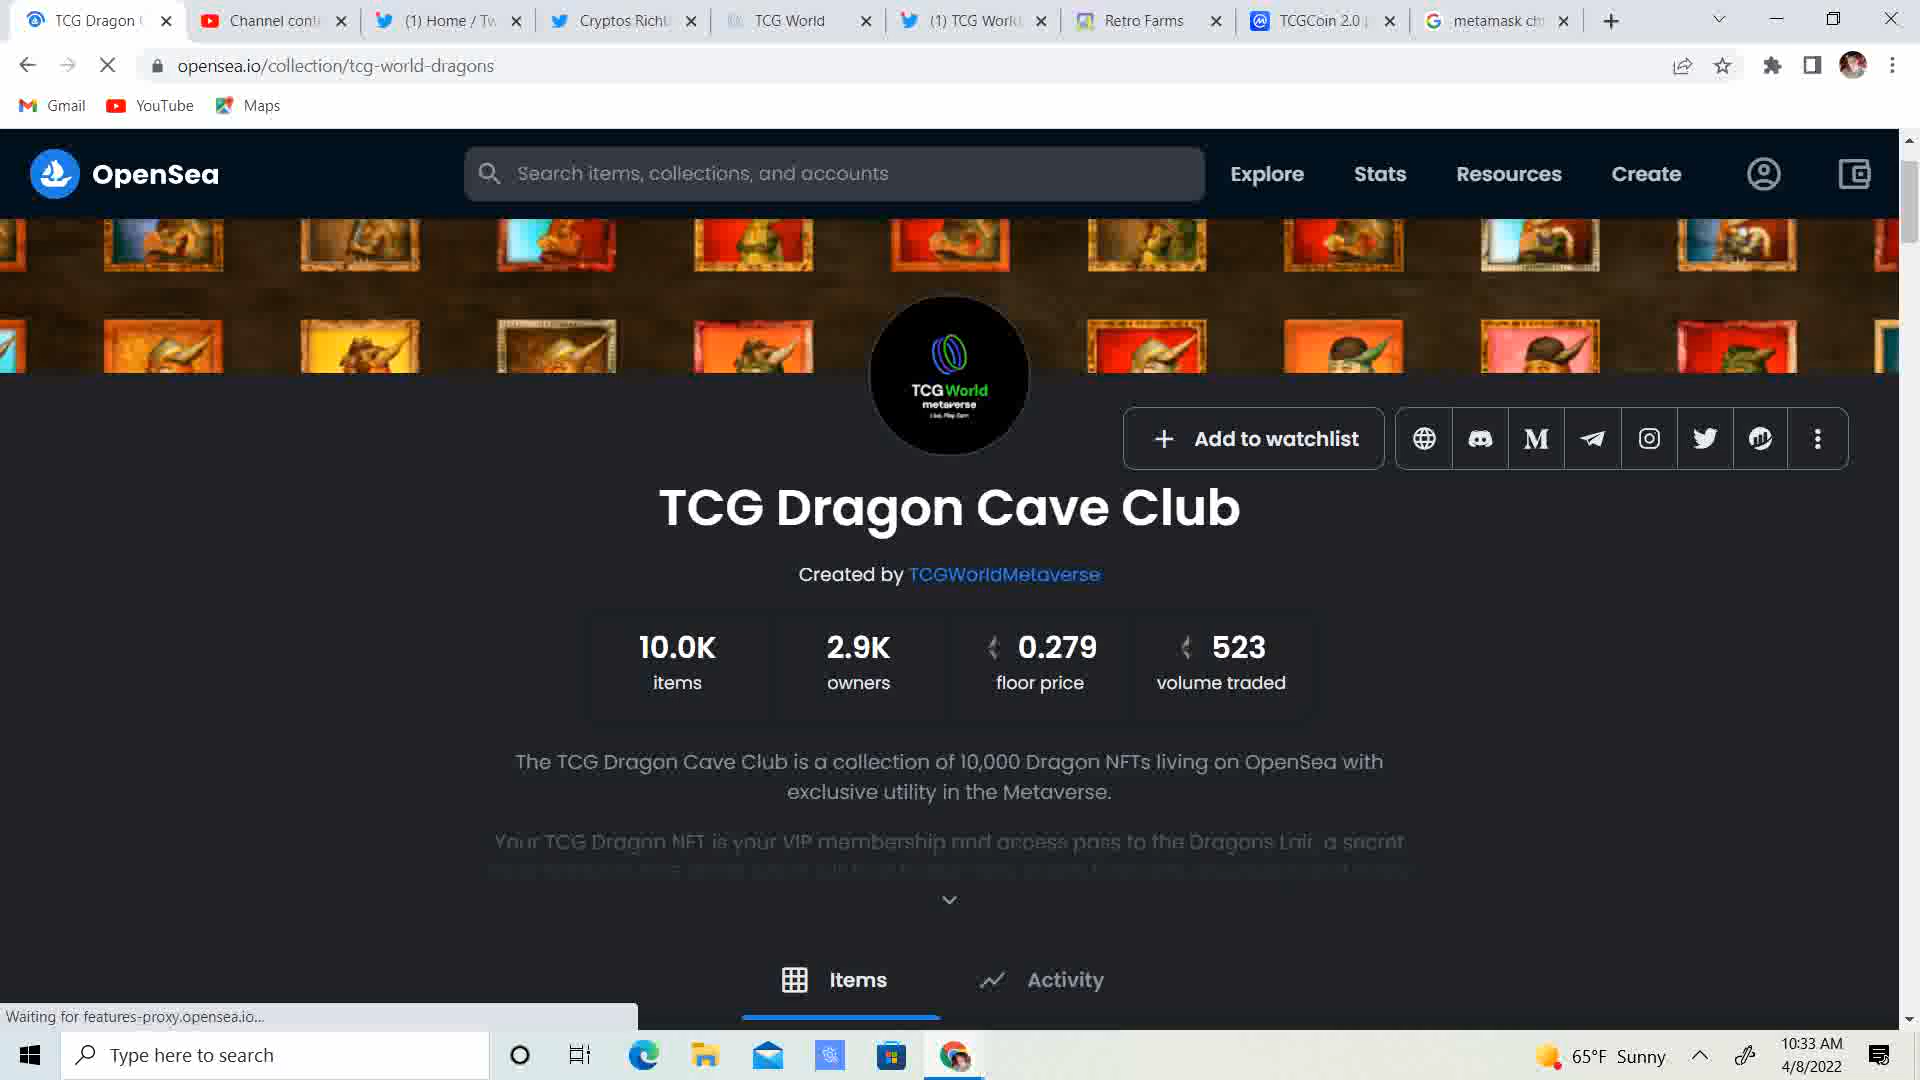 TCG Dragon
Channel cont
(1) Home / Tw
Cryptos Rich
TCG World
(1) TCG World
Retro Farms
TCGCoin 2.0
metamask ch
opensea.io/collection/tcg-world-dragons
Gmail
YouTube
Maps
OpenSea
Search items, collections, and accounts
Explore
Stats
Resources
Create
TCG World
metaverse
Live. Play. Earn
Add to watchlist
TCG Dragon Cave Club
Created by TCGWorldMetaverse
10.0K
2.9K
0.279
523
items
owners
floor price
volume traded
The TCG Dragon Cave Club is a collection of 10,000 Dragon NFTs living on OpenSea with
exclusive utility in the Metaverse.
Your TCG Dragon NFT is your VIP membership and access pass to the Dragons Lair, a secret
Items
Activity
Waiting for features-proxy.opensea.io...
Type here to search
65°F Sunny
10:33 AM
4/8/2022